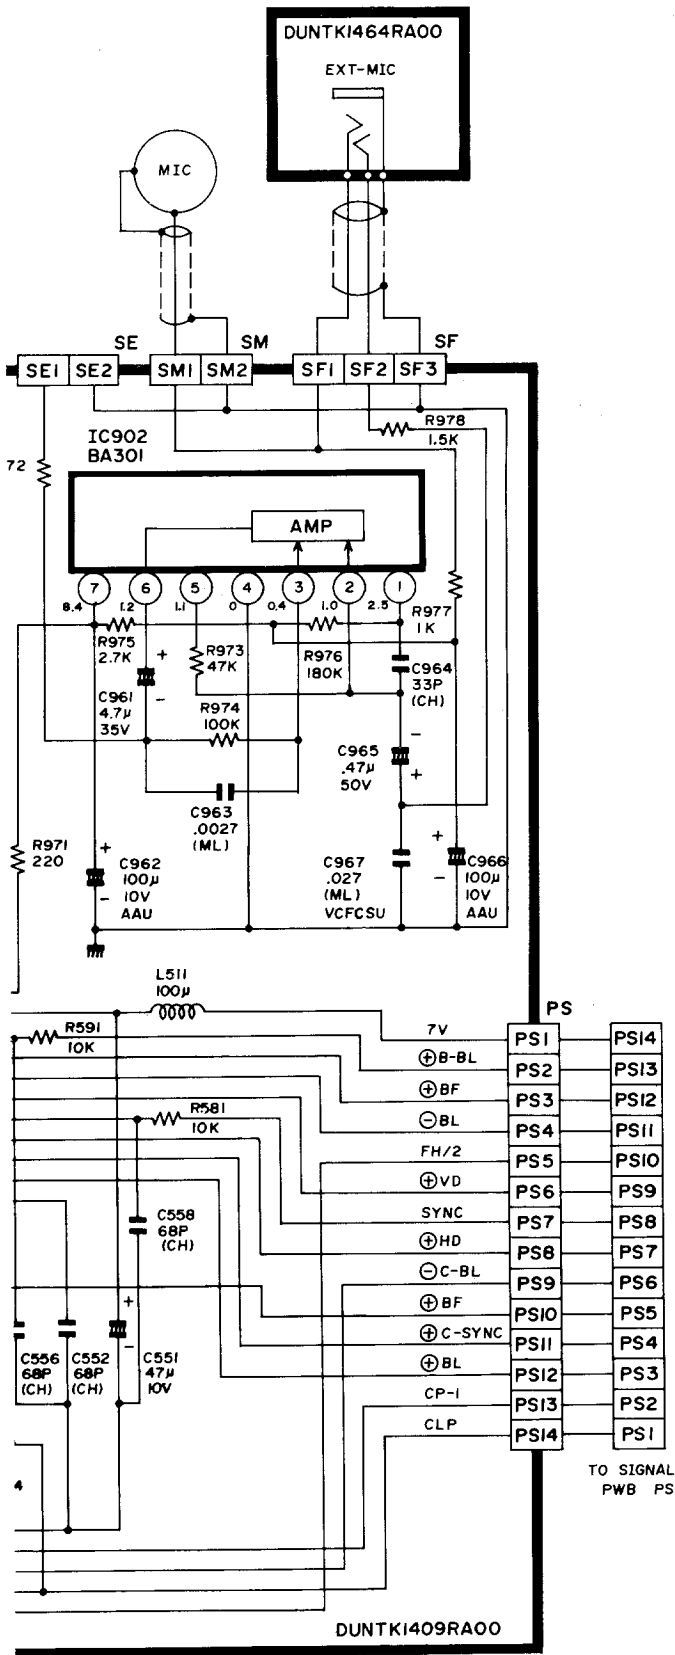 DUNTK1464RA00
EXT-MIC
MIC
SE
SM
SF
SE1 SE2 SM1 SM2 SF1 SF2 SF3
R978
1.5K
IC902
BA301
72
AMP
7 6 5 4 3 2 1
8.4 1.2 1.1 0 0.4 1.0 2.5
R977
1K
R975
2.7K
+
R973
47K
R976
180K
C964
33P
(CH)
C961
4.7µ
35V
-
R974
100K
-
C965
.47µ
50V
+
C963
.0027
(ML)
R971
220
+
C962
100µ
10V
AAU
-
C967
.027
(ML)
VCFCSU
+
C966
100µ
10V
AAU
-
L511
100µ
PS
7V PS1 PS14
R591
10K
⊕B-BL PS2 PS13
⊕BF PS3 PS12
R581
10K
⊖BL PS4 PS11
FH/2 PS5 PS10
⊕VD PS6 PS9
C558
68P
(CH)
SYNC PS7 PS8
⊕HD PS8 PS7
⊖C-BL PS9 PS6
⊕BF PS10 PS5
+
-
⊕C-SYNC PS11 PS4
C556
68P
(CH)
C552
68P
(CH)
C551
47µ
10V
⊕BL PS12 PS3
CP-1 PS13 PS2
CLP PS14 PS1
4
TO SIGNAL
PWB PS
DUNTK1409RA00